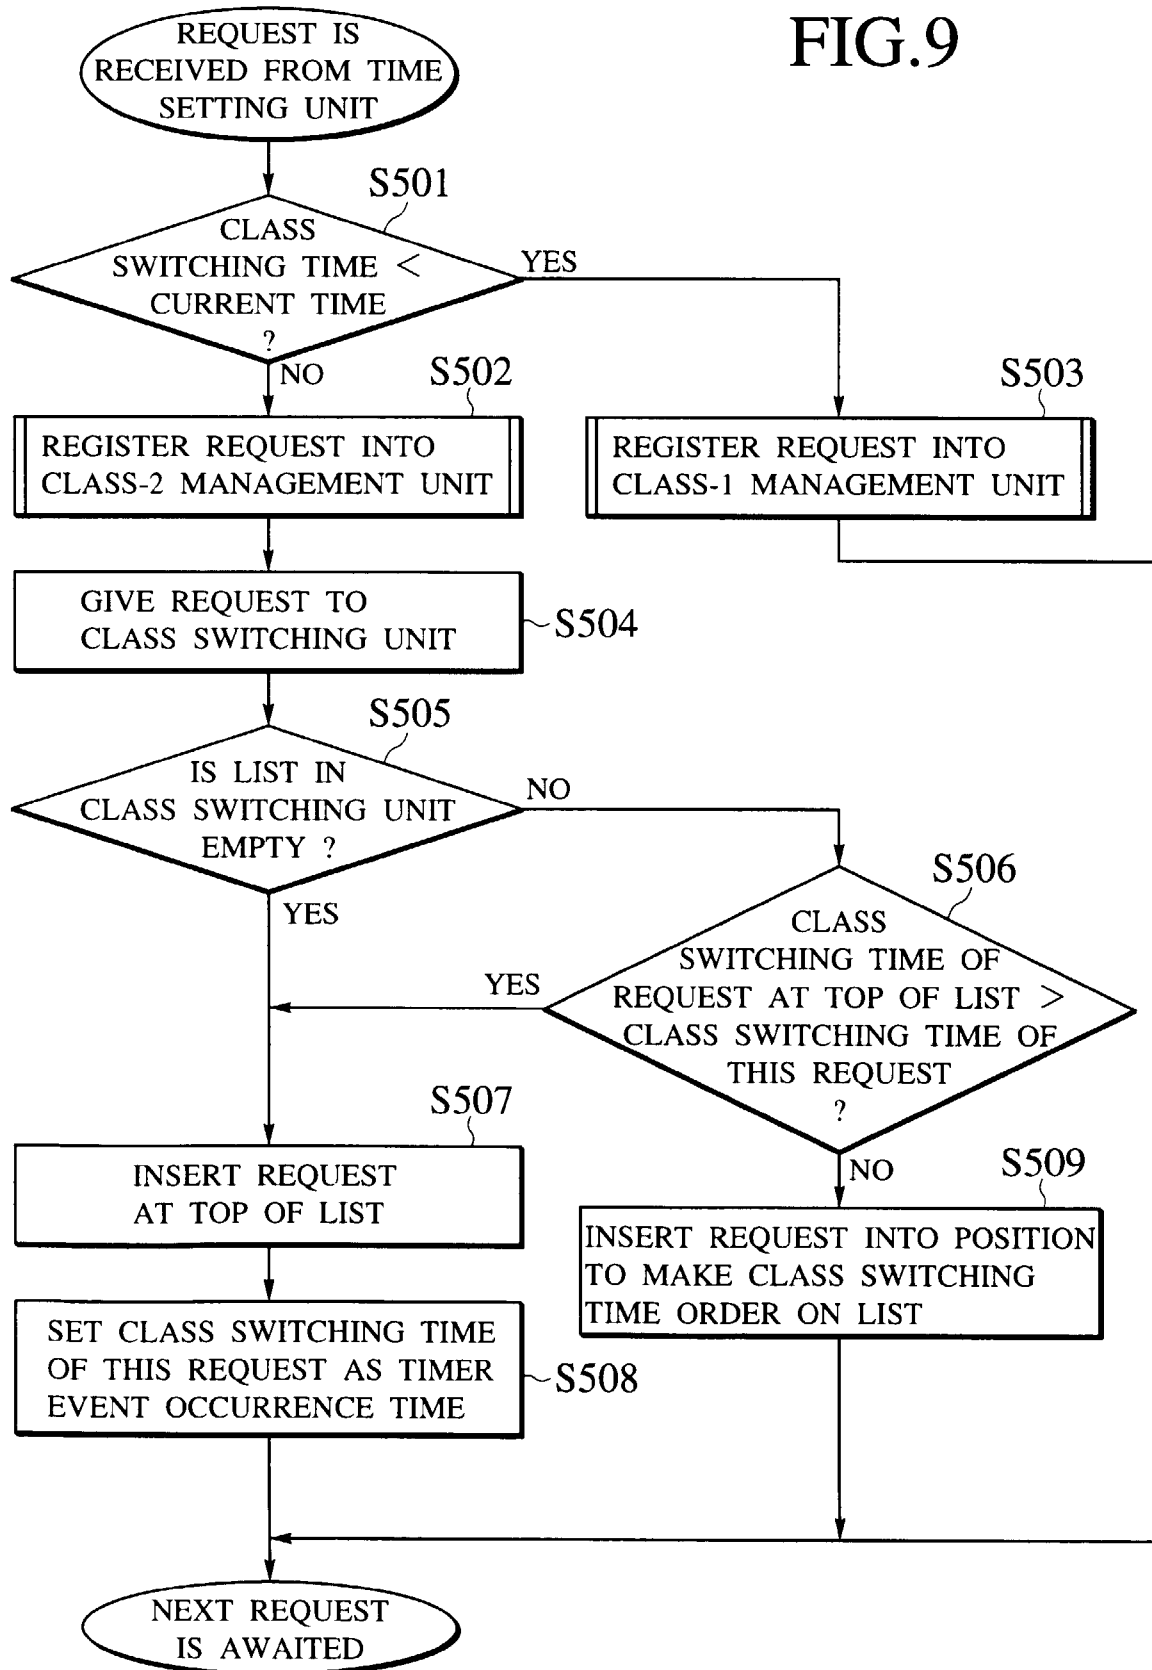 FIG.9
REQUEST IS
RECEIVED FROM TIME
SETTING UNIT
S501
CLASS
SWITCHING TIME <
CURRENT TIME
?
YES
NO
S502
REGISTER REQUEST INTO
CLASS-2 MANAGEMENT UNIT
S503
REGISTER REQUEST INTO
CLASS-1 MANAGEMENT UNIT
GIVE REQUEST TO
CLASS SWITCHING UNIT
S504
S505
IS LIST IN
CLASS SWITCHING UNIT
EMPTY ?
NO
YES
S506
CLASS
SWITCHING TIME OF
REQUEST AT TOP OF LIST >
CLASS SWITCHING TIME OF
THIS REQUEST
?
YES
NO
S507
INSERT REQUEST
AT TOP OF LIST
S509
INSERT REQUEST INTO POSITION
TO MAKE CLASS SWITCHING
TIME ORDER ON LIST
SET CLASS SWITCHING TIME
OF THIS REQUEST AS TIMER
EVENT OCCURRENCE TIME
S508
NEXT REQUEST
IS AWAITED